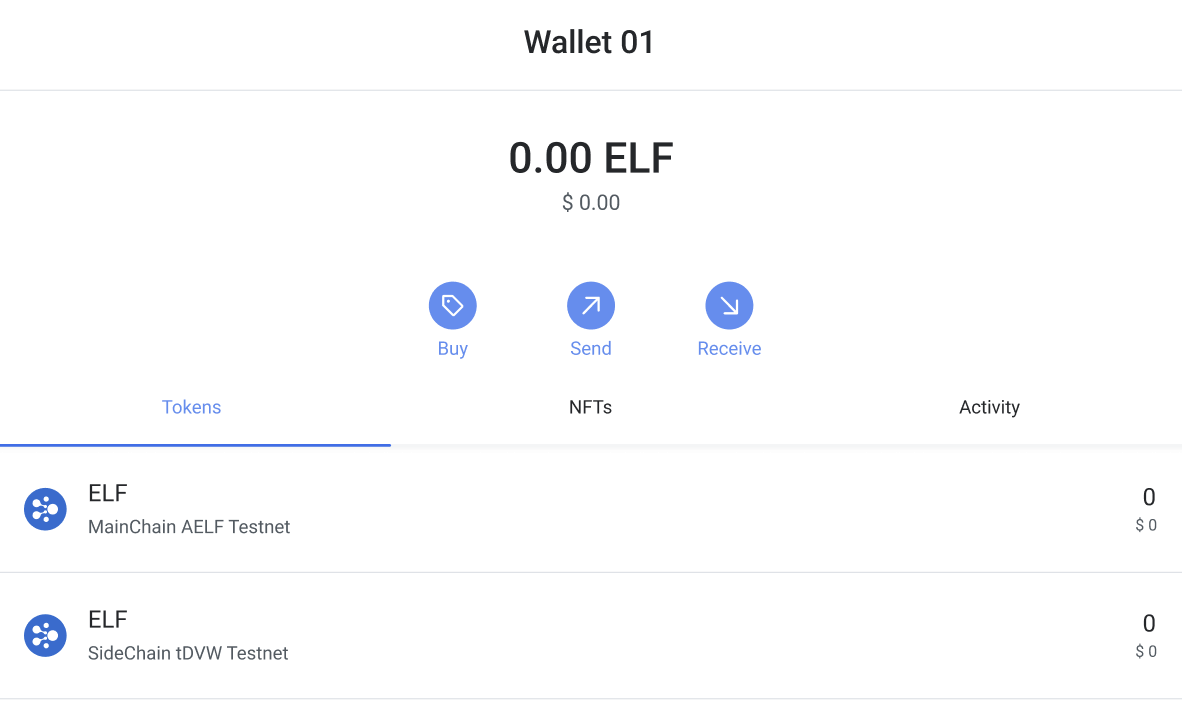 Wallet 01
0.00 ELF
$ 0.00
Buy
Send
Receive
Tokens
NFTs
Activity
ELF
0
MainChain AELF Testnet
$ 0
ELF
0
SideChain tDVW Testnet
$ 0